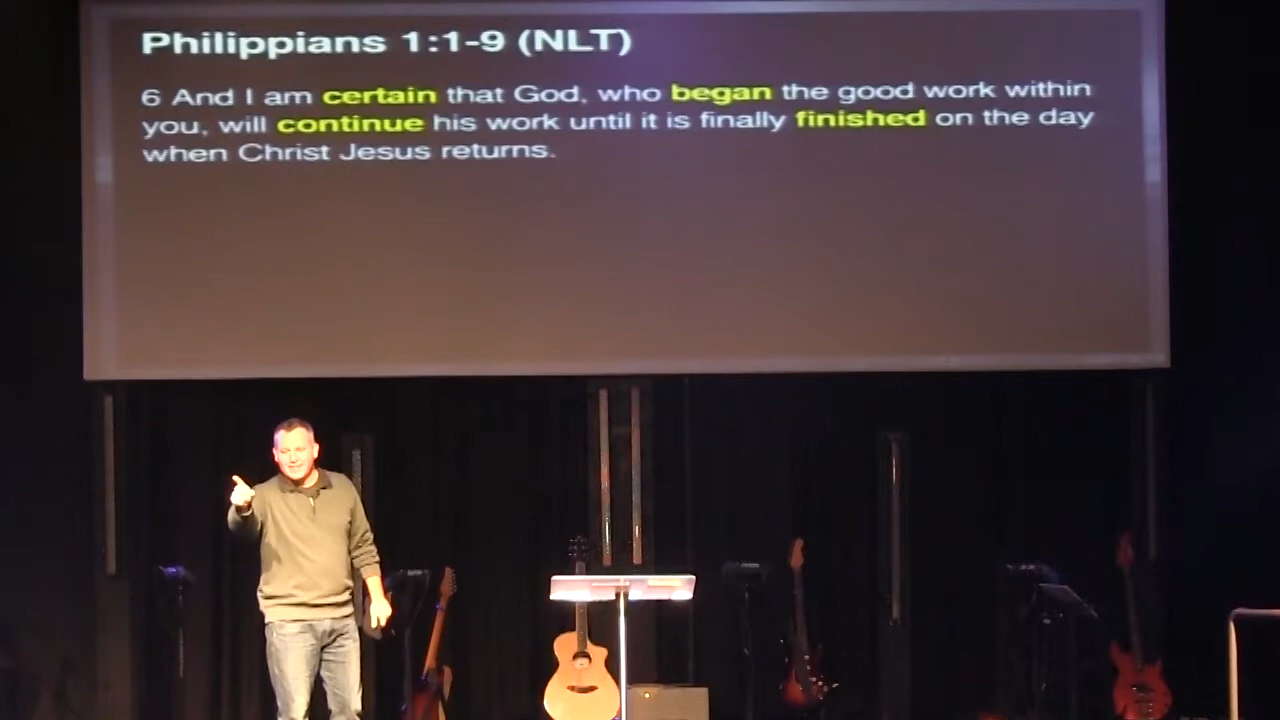 Philippians 1:1-9 (NLT)
6 And I am certain that God, who began the good work within
you, will continue his work until it is finally finished on the day
when Christ Jesus returns.